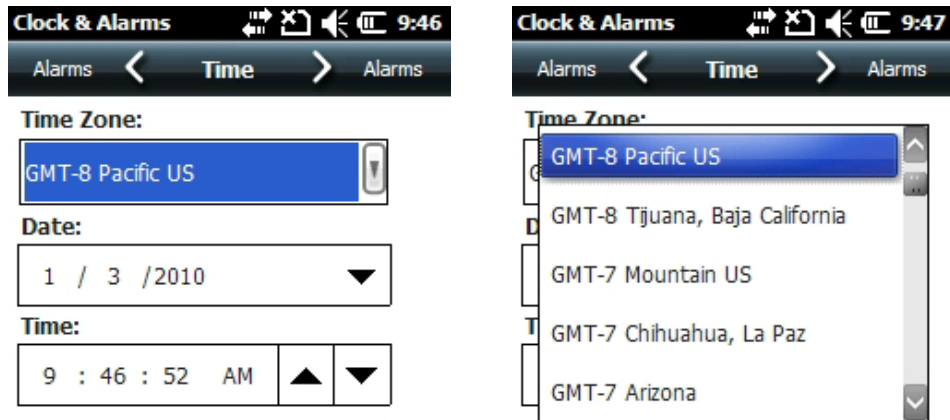 Clock & Alarms 9:46
Alarms Time Alarms
Time Zone:
GMT-8 Pacific US
Date:
1 / 3 /2010
Time:
9 : 46 : 52 AM
Clock & Alarms 9:47
Alarms Time Alarms
Time Zone:
GMT-8 Pacific US
GMT-8 Tijuana, Baja California
GMT-7 Mountain US
GMT-7 Chihuahua, La Paz
GMT-7 Arizona